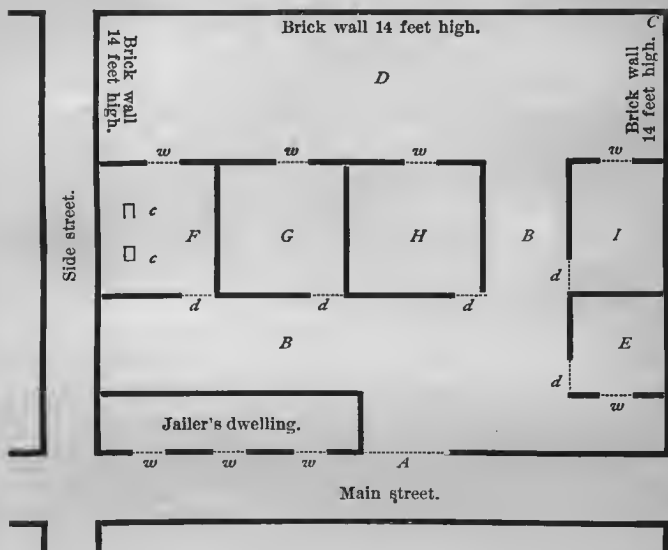 Brick wall 14 feet high.
C
Brick wall
14 feet high.
D
Brick wall
14 feet high.
w w w w
Side street.
c
c
F G H B I
d
d d d
B
E
d
w
Jailer's dwelling.
w w w A
Main street.